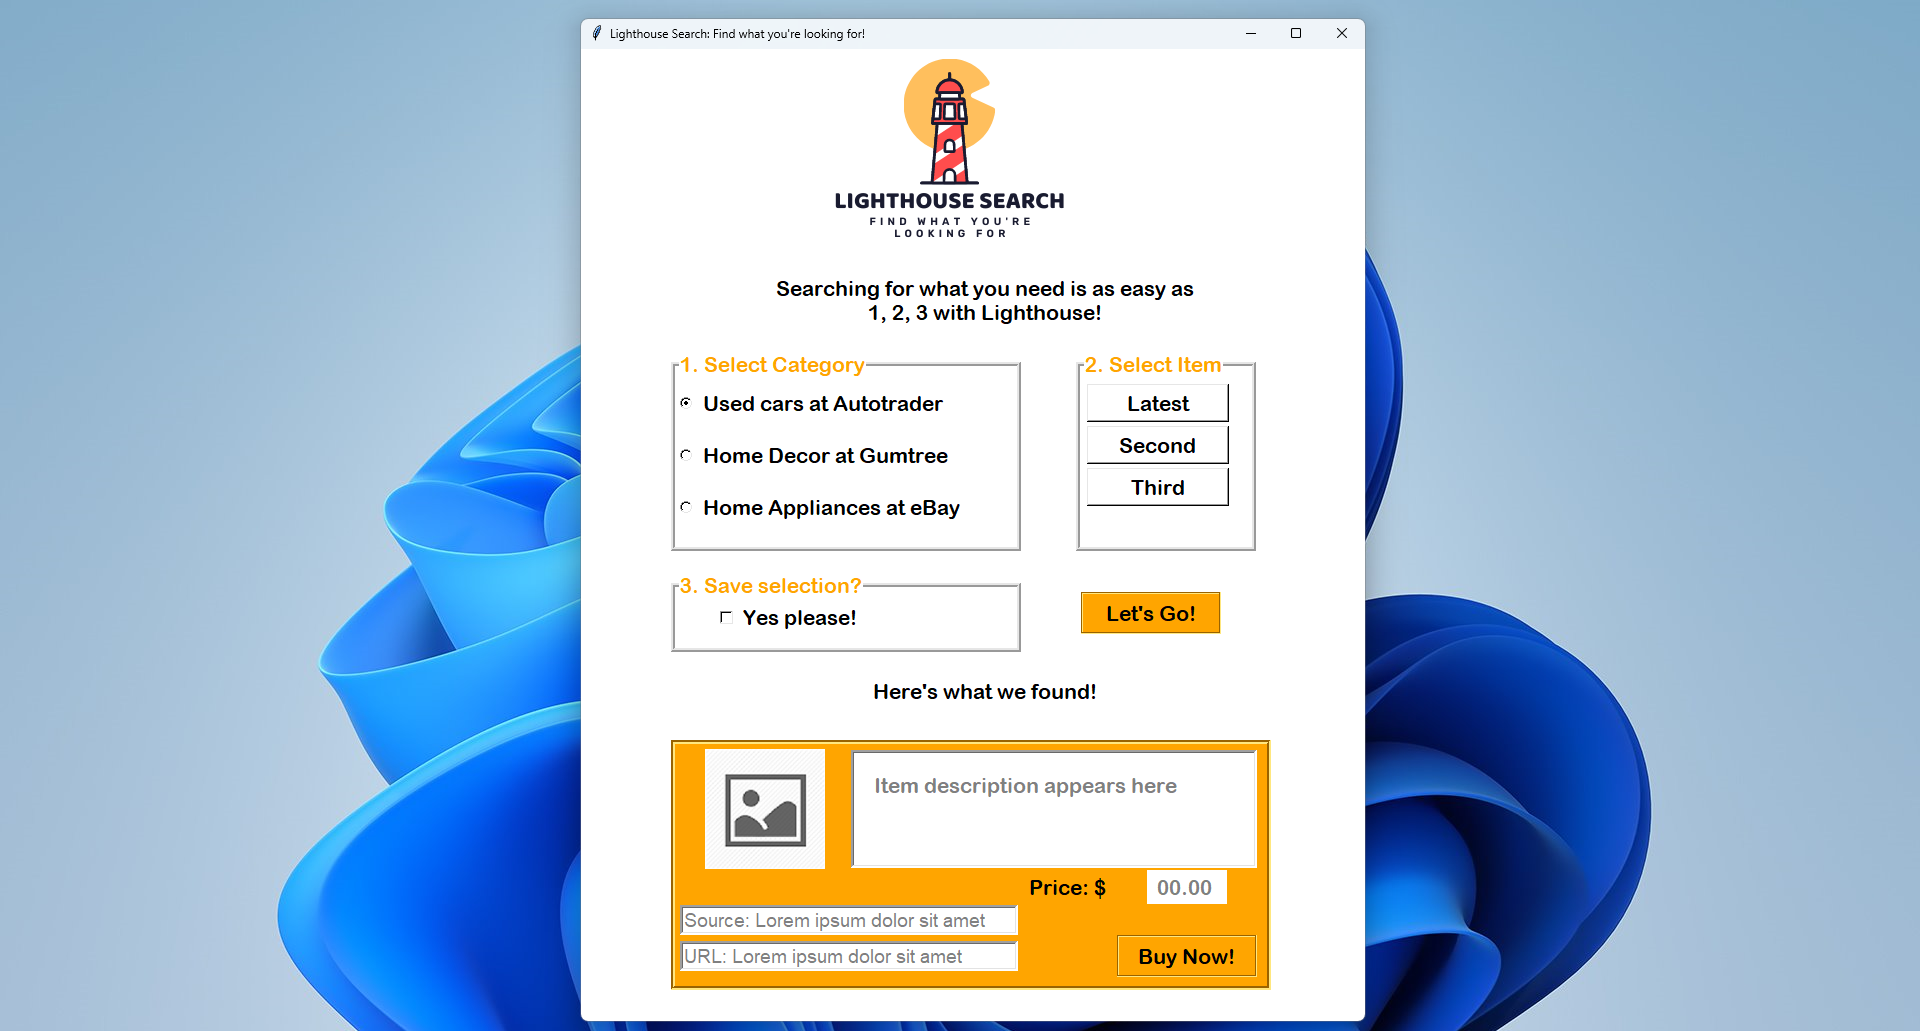 Lighthouse Search: Find what you're looking for!
LIGHTHOUSE SEARCH
FIND WHAT YOU'RE
LOOKING FOR
Searching for what you need is as easy as
1, 2, 3 with Lighthouse!
1. Select Category
Used cars at Autotrader
Home Decor at Gumtree
Home Appliances at eBay
2. Select Item
Latest
Second
Third
3. Save selection?
Yes please!
Let's Go!
Here's what we found!
Item description appears here
Price: $ 00.00
Source: Lorem ipsum dolor sit amet
URL: Lorem ipsum dolor sit amet
Buy Now!